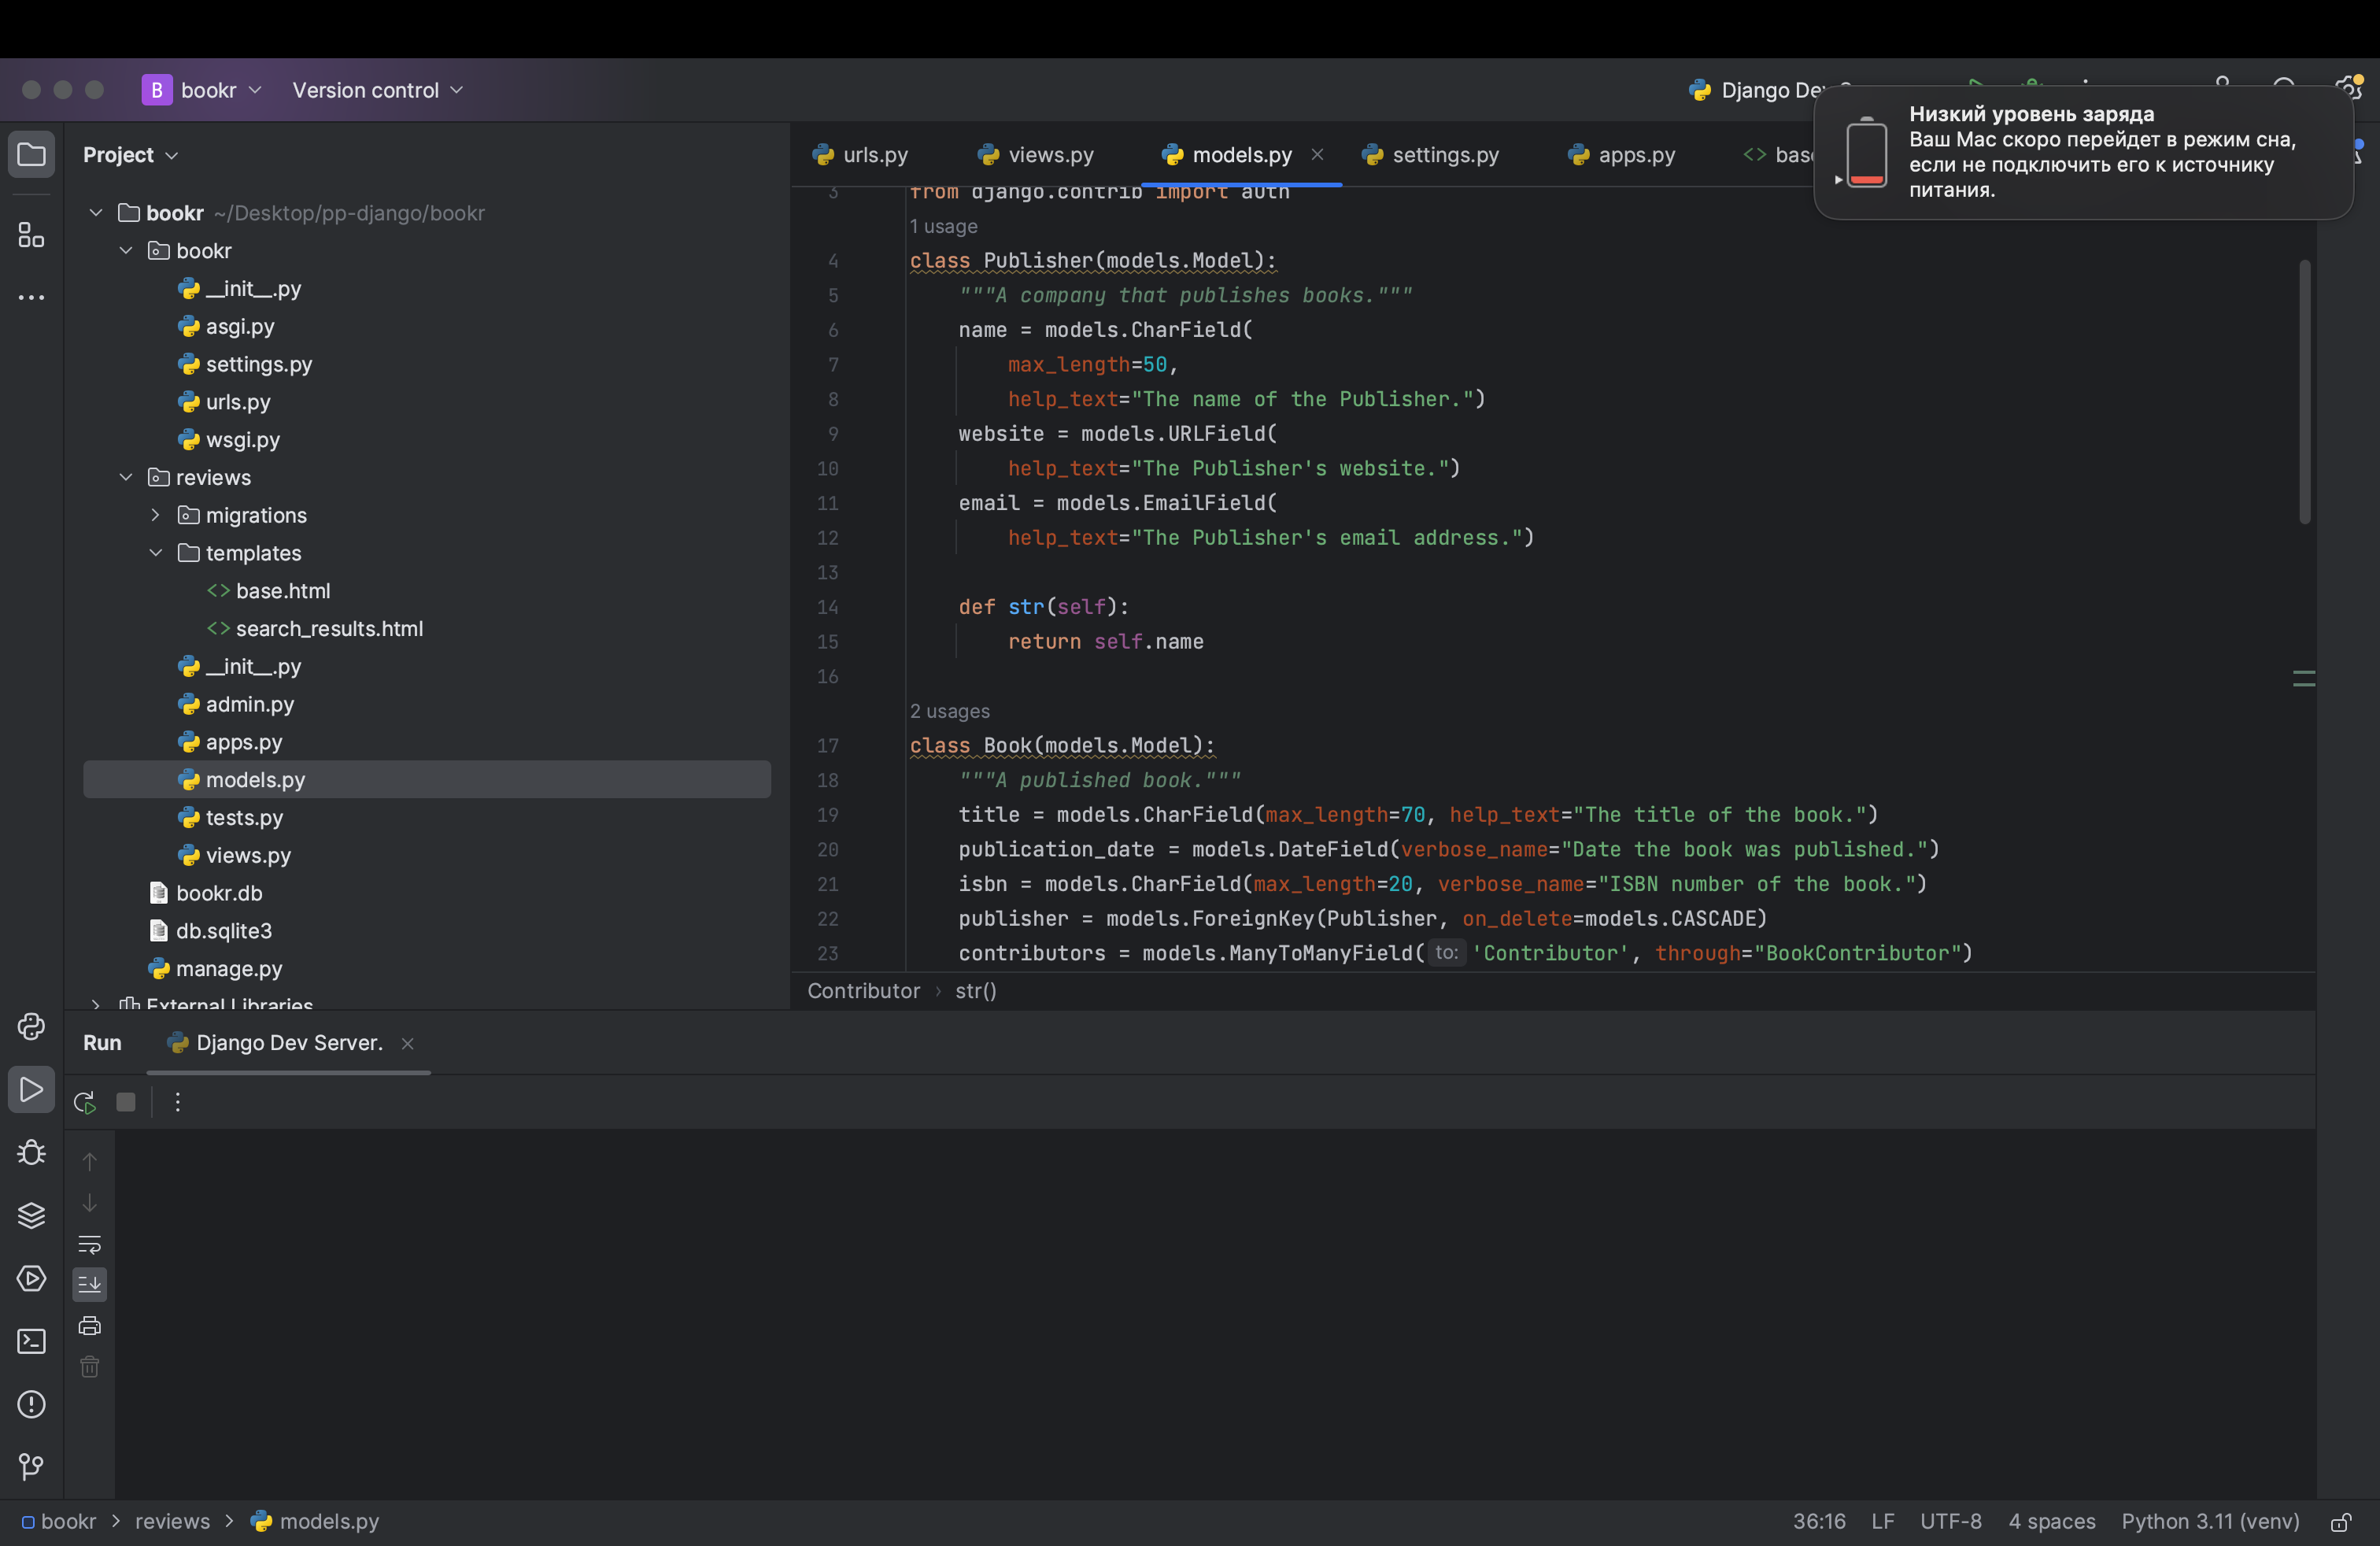 B bookr Version control
Django Dev
Низкий уровень заряда
Ваш Mac скоро перейдет в режим сна,
если не подключить его к источнику
питания.
Project
urls.py views.py models.py settings.py apps.py
bookr ~/Desktop/pp-django/bookr
bookr
__init__.py
asgi.py
settings.py
urls.py
wsgi.py
reviews
migrations
templates
base.html
search_results.html
__init__.py
admin.py
apps.py
models.py
tests.py
views.py
bookr.db
db.sqlite3
manage.py
External Libraries
3 from django.contrib import auth
1 usage
4 class Publisher(models.Model):
5 """A company that publishes books."""
6 name = models.CharField(
7 max_length=50,
8 help_text="The name of the Publisher.")
9 website = models.URLField(
10 help_text="The Publisher's website.")
11 email = models.EmailField(
12 help_text="The Publisher's email address.")
13
14 def str(self):
15 return self.name
16
2 usages
17 class Book(models.Model):
18 """A published book."""
19 title = models.CharField(max_length=70, help_text="The title of the book.")
20 publication_date = models.DateField(verbose_name="Date the book was published.")
21 isbn = models.CharField(max_length=20, verbose_name="ISBN number of the book.")
22 publisher = models.ForeignKey(Publisher, on_delete=models.CASCADE)
23 contributors = models.ManyToManyField( to: 'Contributor', through="BookContributor")
Contributor › str()
Run Django Dev Server.
bookr > reviews > models.py
36:16 LF UTF-8 4 spaces Python 3.11 (venv)